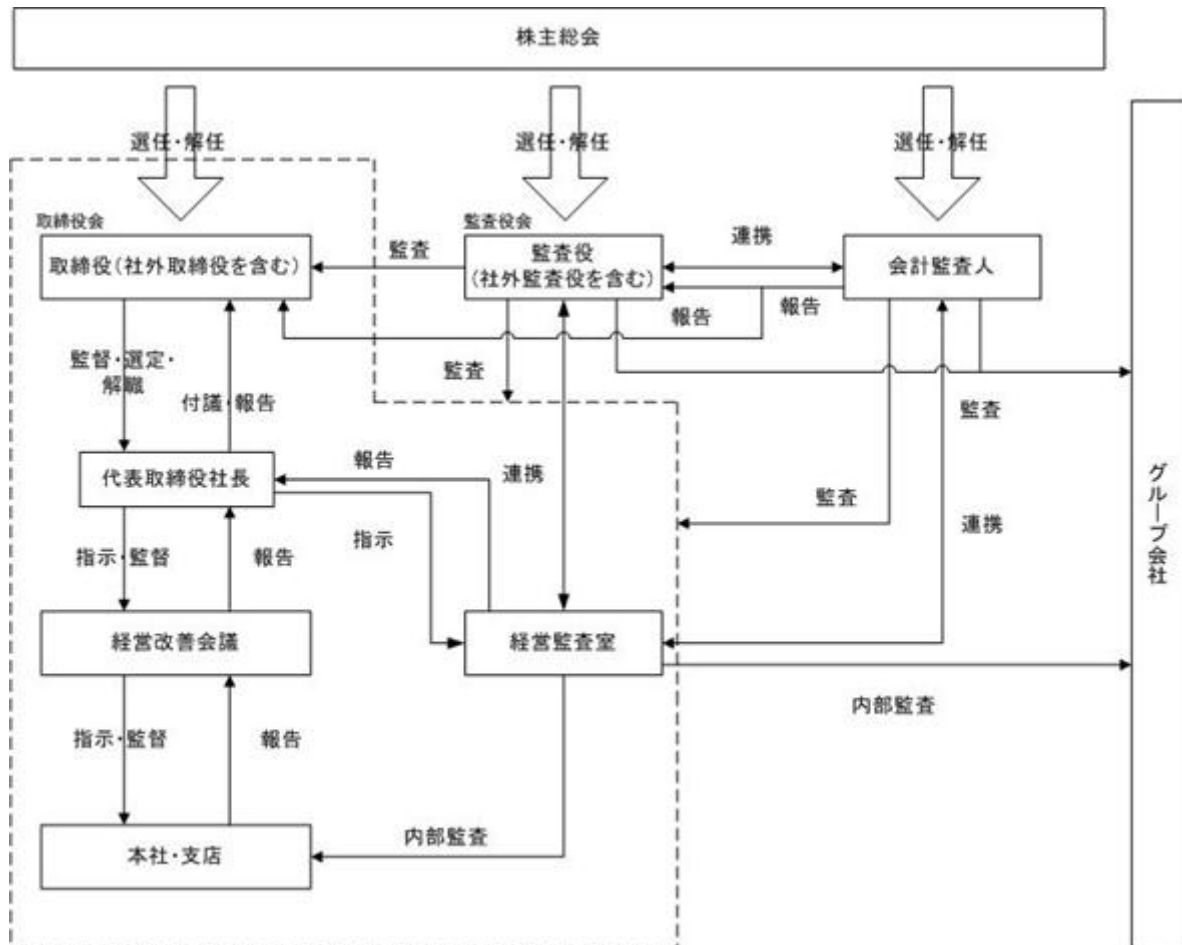 株主総会
選任・解任
選任・解任
選任・解任
取締役会
監査役会
取締役(社外取締役を含む)
監査
監査役
(社外監査役を含む)
連携
会計監査人
報告
報告
監督・選定・
解職
付議・報告
監査
監査
代表取締役社長
報告
連携
監査
連携
グループ会社
指示
指示・監督
報告
経営改善会議
経営監査室
内部監査
指示・監督
報告
内部監査
本社・支店